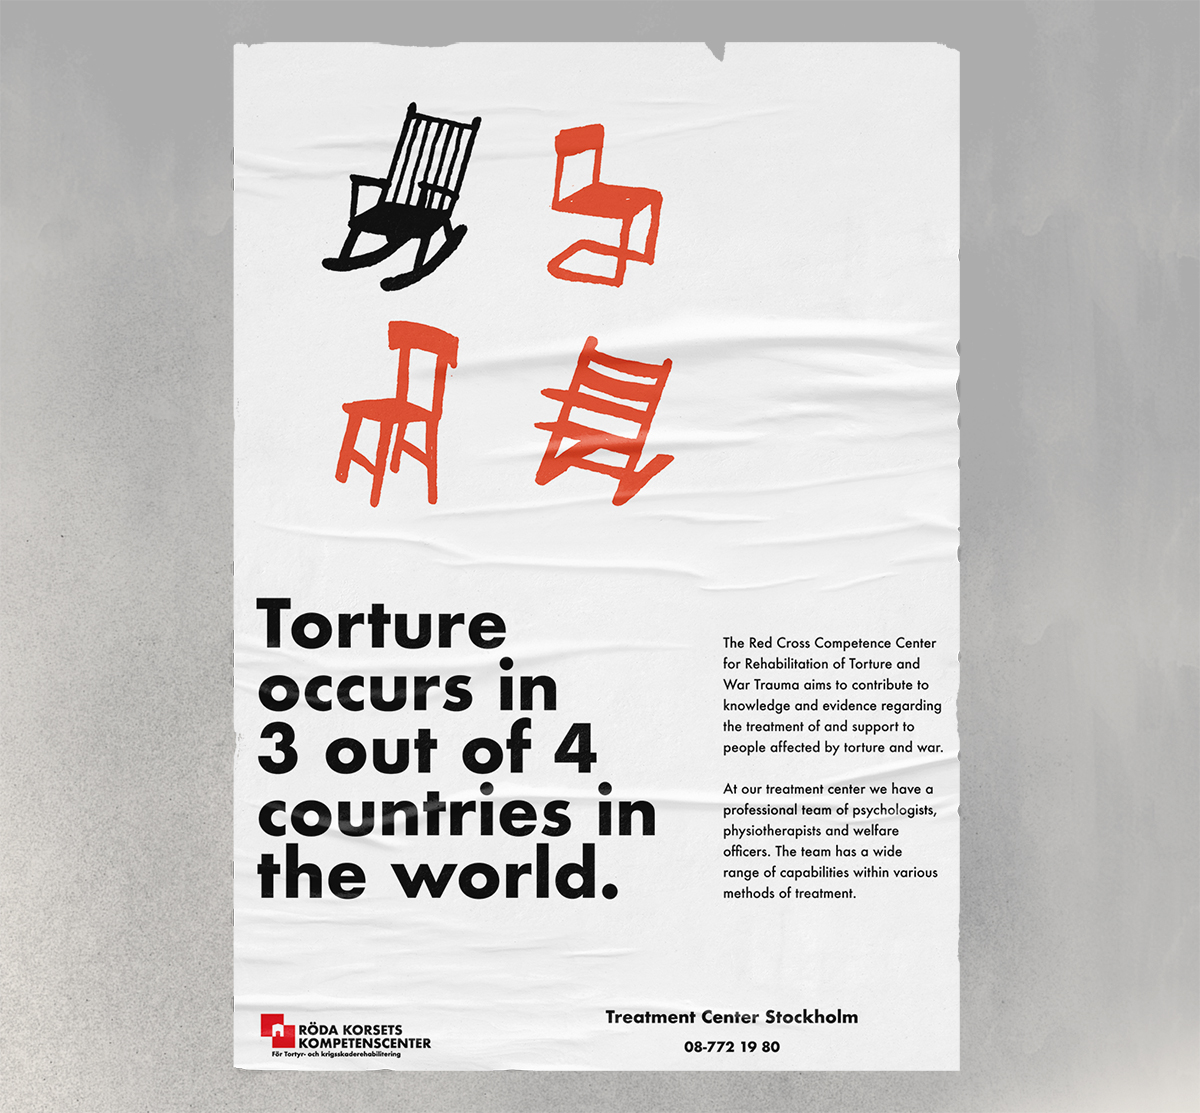 Torture
occurs in
3 out of 4
countries in
the world.
The Red Cross Competence Center
for Rehabilitation of Torture and
War Trauma aims to contribute to
knowledge and evidence regarding
the treatment of and support to
people affected by torture and war.
At our treatment center we have a
professional team of psychologists,
physiotherapists and welfare
officers. The team has a wide
range of capabilities within various
methods of treatment.
RÖDA KORSETS
KOMPETENSCENTER
För Tortyr- och krigsskaderehabilitering
Treatment Center Stockholm
08-772 19 80